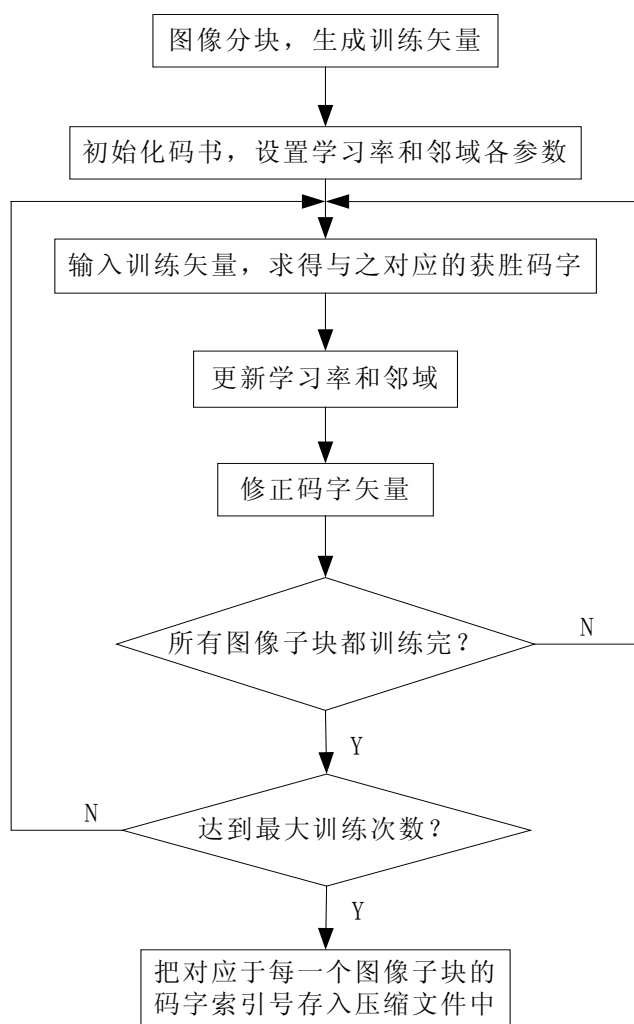 图像分块，生成训练矢量
初始化码书，设置学习率和邻域各参数
输入训练矢量，求得与之对应的获胜码字
更新学习率和邻域
修正码字矢量
所有图像子块都训练完？
N
Y
达到最大训练次数？
N
Y
把对应于每一个图像子块的
码字索引号存入压缩文件中